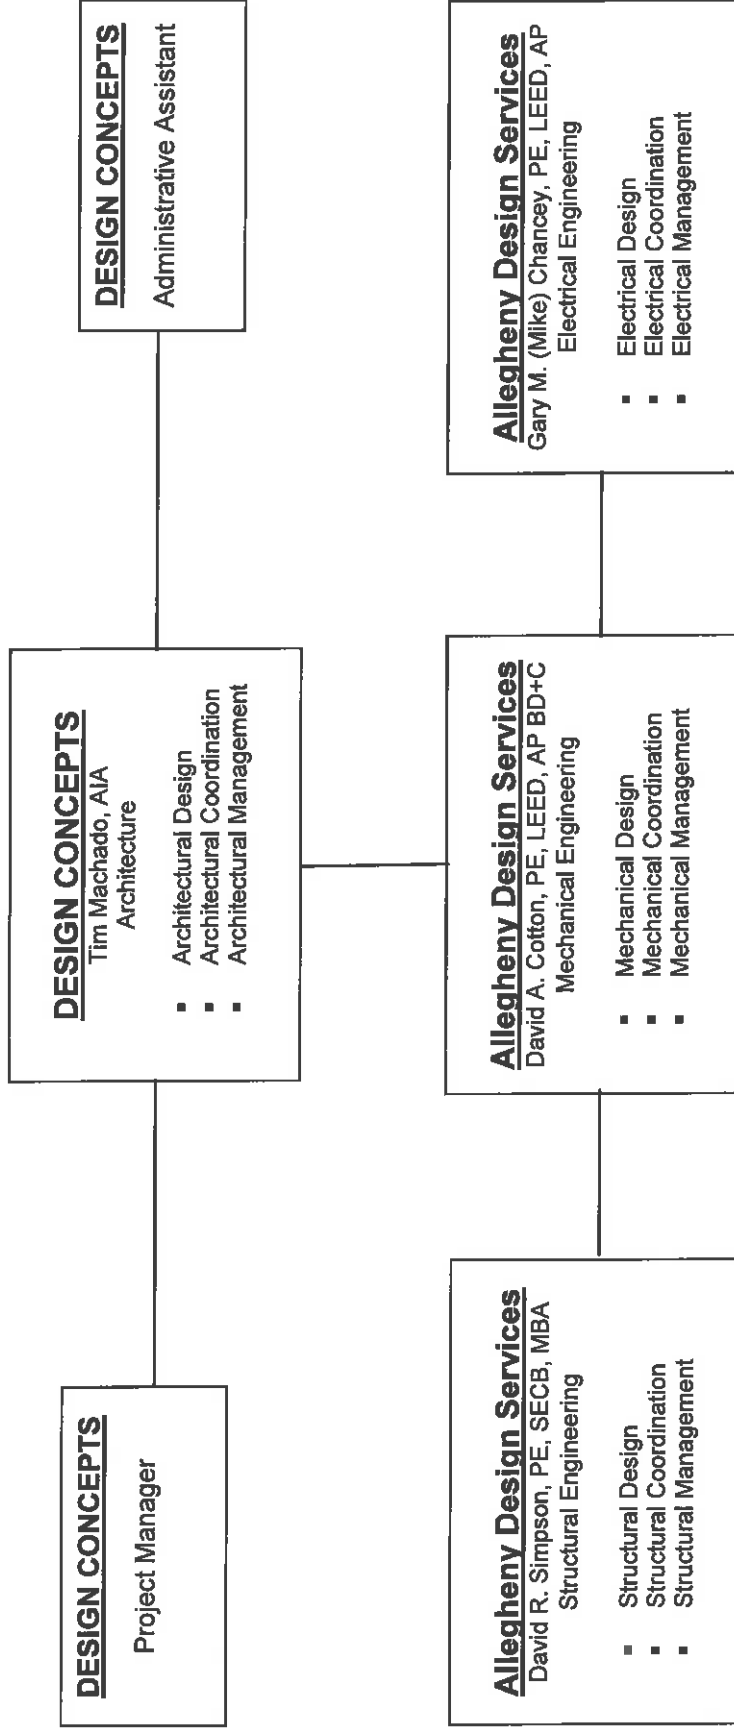 DESIGN CONCEPTS
Project Manager
DESIGN CONCEPTS
Tim Machado, AIA
Architecture
▪ Architectural Design
▪ Architectural Coordination
▪ Architectural Management
DESIGN CONCEPTS
Administrative Assistant
Allegheny Design Services
David R. Simpson, PE, SECB, MBA
Structural Engineering
▪ Structural Design
▪ Structural Coordination
▪ Structural Management
Allegheny Design Services
David A. Cotton, PE, LEED, AP BD+C
Mechanical Engineering
▪ Mechanical Design
▪ Mechanical Coordination
▪ Mechanical Management
Allegheny Design Services
Gary M. (Mike) Chancey, PE, LEED, AP
Electrical Engineering
▪ Electrical Design
▪ Electrical Coordination
▪ Electrical Management